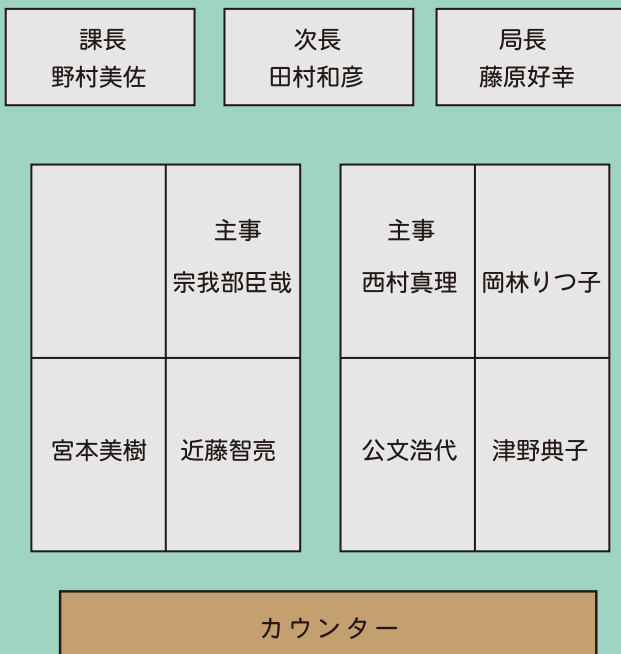 課長
野村美佐
次長
田村和彦
局長
藤原好幸
主事
宗我部臣哉
主事
西村真理
岡林りつ子
宮本美樹
近藤智亮
公文浩代
津野典子
カウンター